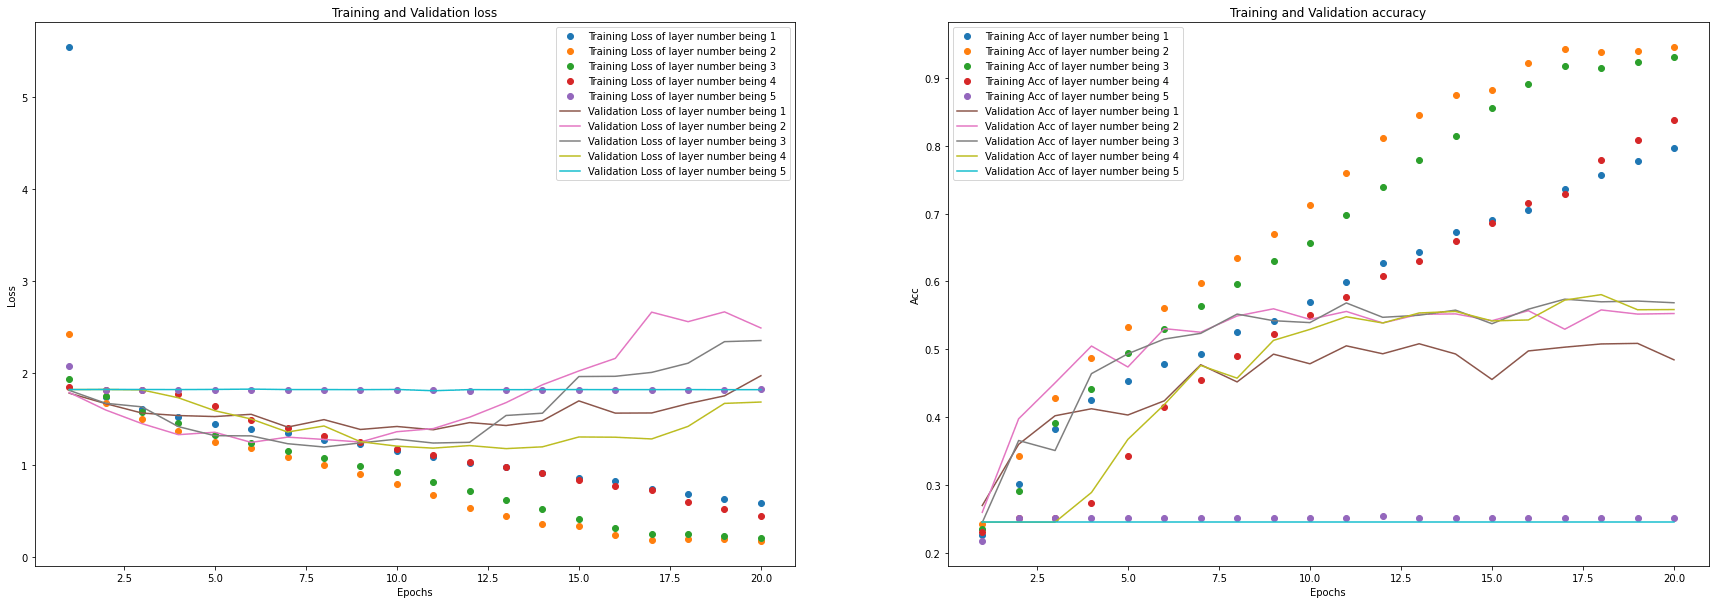 Training and Validation loss
Training Loss of layer number being 1
Training Loss of layer number being 2
Training Loss of layer number being 3
Training Loss of layer number being 4
Training Loss of layer number being 5
Validation Loss of layer number being 1
Validation Loss of layer number being 2
Validation Loss of layer number being 3
Validation Loss of layer number being 4
Validation Loss of layer number being 5
5
4
3
2
1
0
Loss
2.5 5.0 7.5 10.0 12.5 15.0 17.5 20.0
Epochs
Training and Validation accuracy
Training Acc of layer number being 1
Training Acc of layer number being 2
Training Acc of layer number being 3
Training Acc of layer number being 4
Training Acc of layer number being 5
Validation Acc of layer number being 1
Validation Acc of layer number being 2
Validation Acc of layer number being 3
Validation Acc of layer number being 4
Validation Acc of layer number being 5
0.9
0.8
0.7
0.6
0.5
0.4
0.3
0.2
Acc
2.5 5.0 7.5 10.0 12.5 15.0 17.5 20.0
Epochs